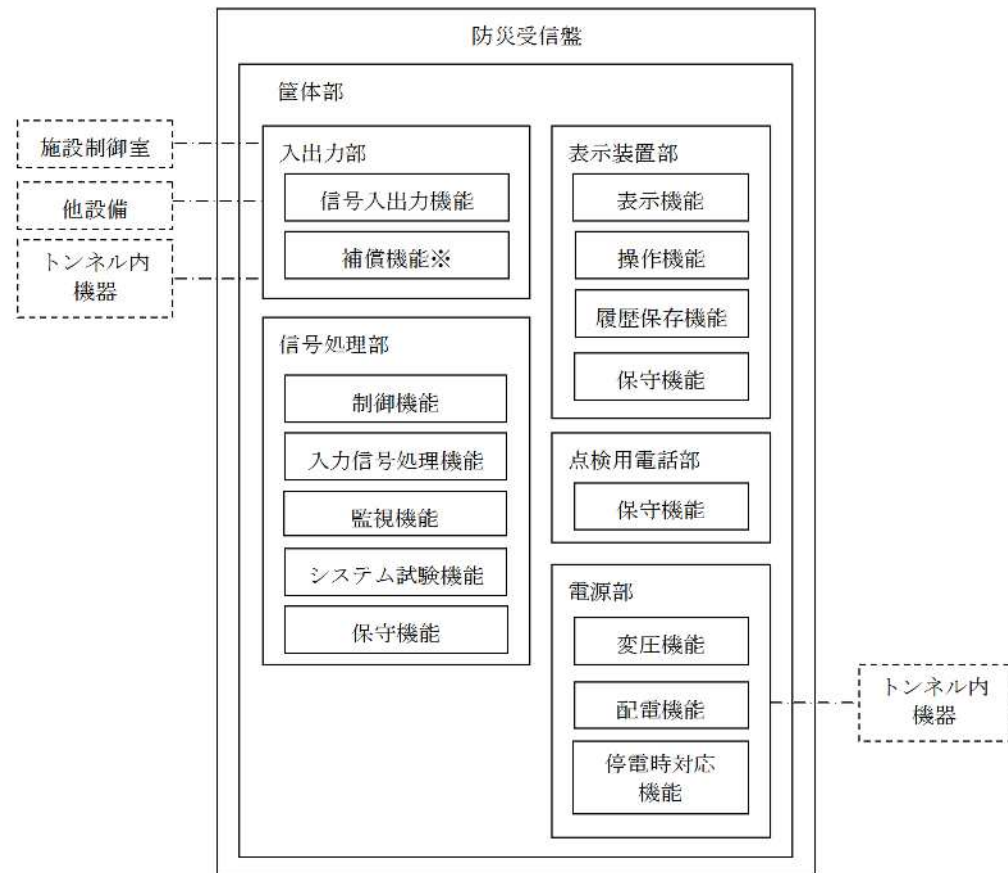 防災受信盤
筐体部
施設制御室
他設備
トンネル内
機器
入出力部
信号入出力機能
補償機能※
信号処理部
制御機能
入力信号処理機能
監視機能
システム試験機能
保守機能
表示装置部
表示機能
操作機能
履歴保存機能
保守機能
点検用電話部
保守機能
電源部
変圧機能
配電機能
停電時対応
機能
トンネル内
機器